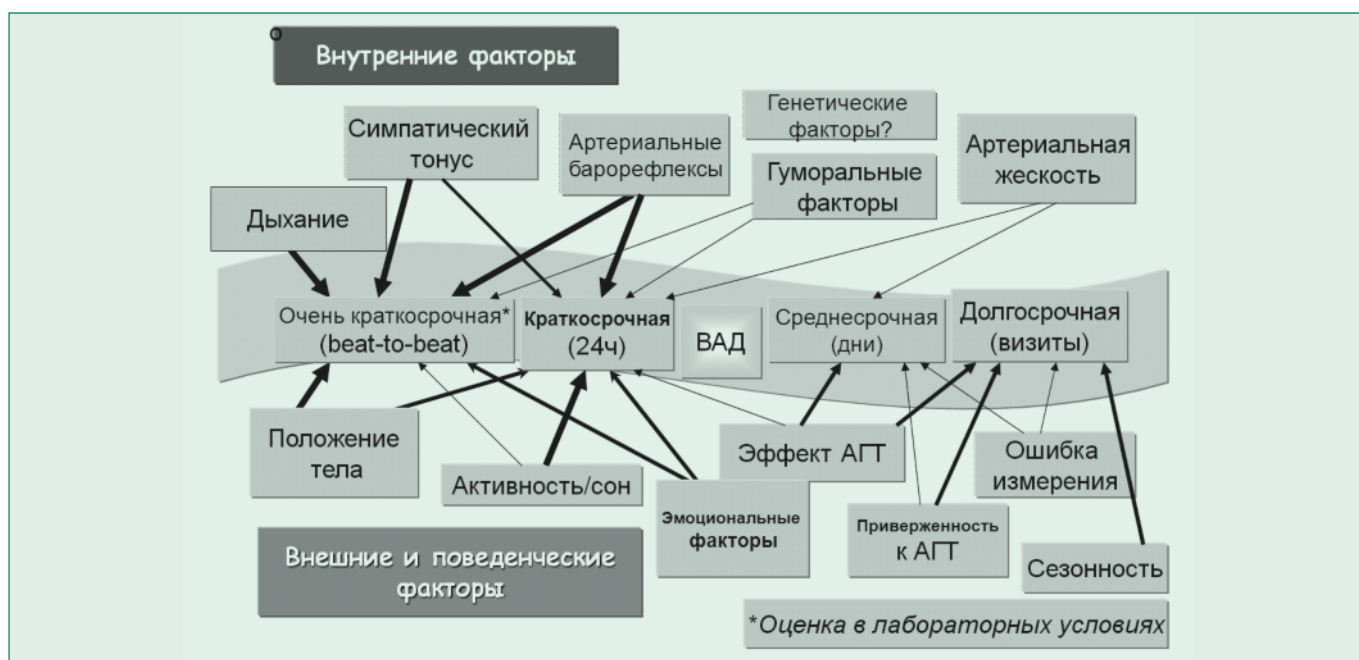 о
Внутренние факторы
Генетические
факторы?
Симпатический
тонус
Артериальные
барорефлексы
Артериальная
жескость
Гуморальные
факторы
Дыхание
Очень краткосрочная*
(beat-to-beat)
Краткосрочная
(24ч)
ВАД
Среднесрочная
(дни)
Долгосрочная
(визиты)
Положение
тела
Активность/сон
Эмоциональные
факторы
Эффект АГТ
Приверженность
к АГТ
Ошибка
измерения
Сезонность
Внешние и поведенческие
факторы
*Оценка в лабораторных условиях